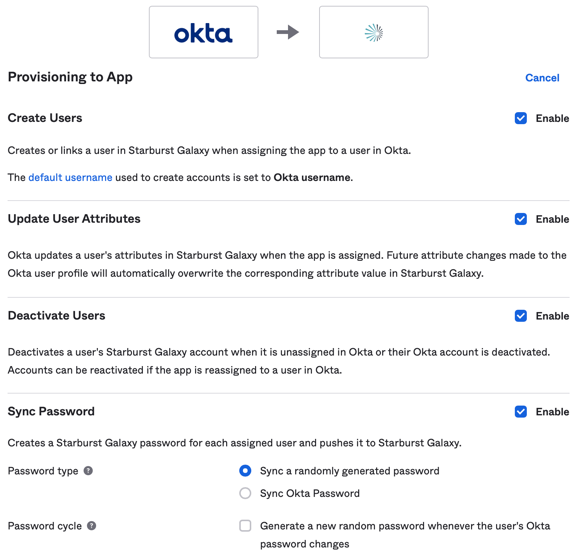 okta
Provisioning to App
Cancel
Create Users
Enable
Creates or links a user in Starburst Galaxy when assigning the app to a user in Okta.
The default username used to create accounts is set to Okta username.
Update User Attributes
Enable
Okta updates a user's attributes in Starburst Galaxy when the app is assigned. Future attribute changes made to the
Okta user profile will automatically overwrite the corresponding attribute value in Starburst Galaxy.
Deactivate Users
Enable
Deactivates a user's Starburst Galaxy account when it is unassigned in Okta or their Okta account is deactivated.
Accounts can be reactivated if the app is reassigned to a user in Okta.
Sync Password
Enable
Creates a Starburst Galaxy password for each assigned user and pushes it to Starburst Galaxy.
Password type ?
Sync a randomly generated password
Sync Okta Password
Password cycle ?
Generate a new random password whenever the user's Okta
password changes